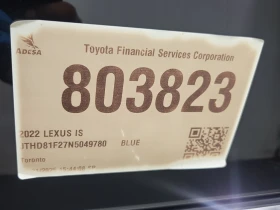 ADESA
Toyota Financial Services Corporation
803823
2022 LEXUS IS
JTHD81F27N5049780 BLUE
Toronto